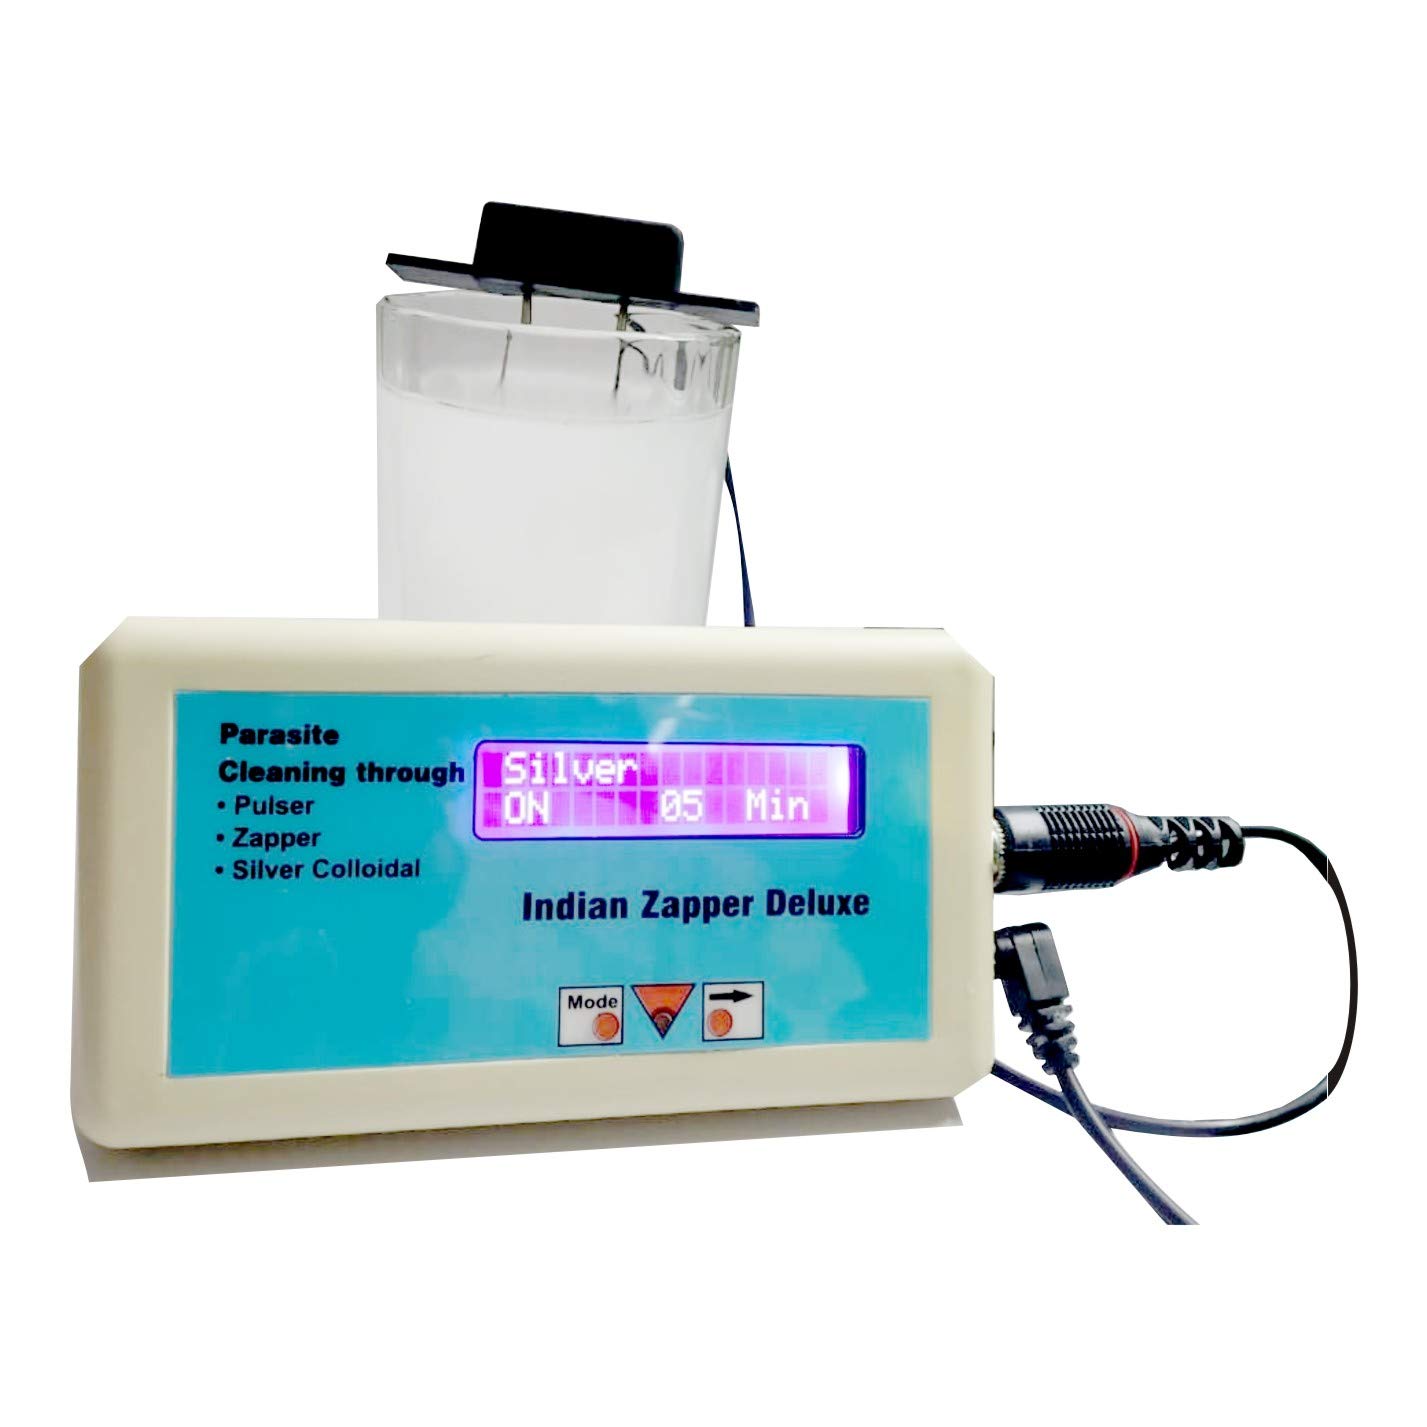 Parasite
Cleaning through
• Pulser
• Zapper
• Silver Colloidal
Silver
ON 05 Min
Indian Zapper Deluxe
Mode